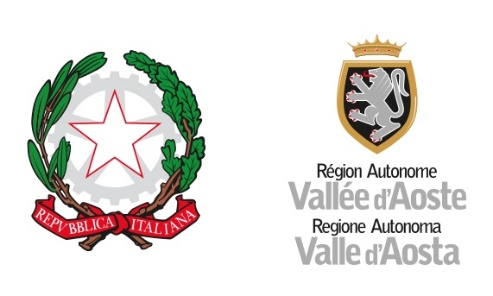 REPVBBLICA ITALIANA
Région Autonome
Vallée d'Aoste
Regione Autonoma
Valle d'Aosta